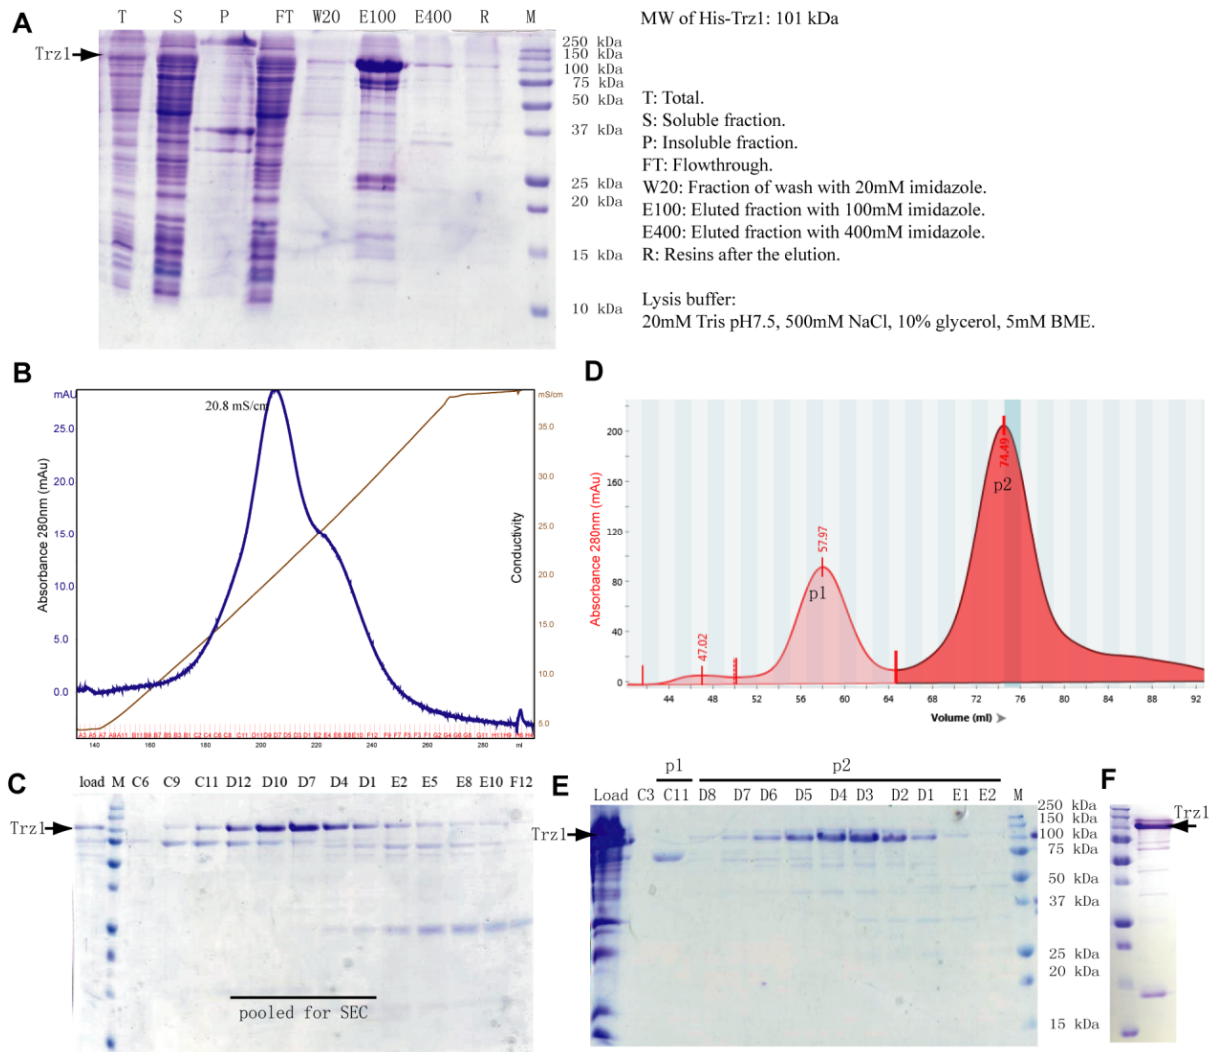 A
T S P FT W20 E100 E400 R M
Trz1
250 kDa
150 kDa
100 kDa
75 kDa
50 kDa
37 kDa
25 kDa
20 kDa
15 kDa
10 kDa
MW of His-Trz1: 101 kDa
T: Total.
S: Soluble fraction.
P: Insoluble fraction.
FT: Flowthrough.
W20: Fraction of wash with 20mM imidazole.
E100: Eluted fraction with 100mM imidazole.
E400: Eluted fraction with 400mM imidazole.
R: Resins after the elution.
Lysis buffer:
20mM Tris pH7.5, 500mM NaCl, 10% glycerol, 5mM BME.
B
mAU
25.0
20.0
15.0
10.0
5.0
0.0
Absorbance 280nm (mAu)
20.8 mS/cm
mS/cm
35.0
30.0
25.0
20.0
15.0
10.0
5.0
Conductivity
140 160 180 200 220 240 260 280 ml
D
Absorbance 280nm (mAu)
200
160
120
80
40
0
47.02
57.97
p1
74.49
p2
44 48 52 56 60 64 68 72 76 80 84 88 92
Volume (ml)
C
load M C6 C9 C11 D12 D10 D7 D4 D1 E2 E5 E8 E10 F12
Trz1
pooled for SEC
E
p1 p2
Load C3 C11 D8 D7 D6 D5 D4 D3 D2 D1 E1 E2 M
Trz1
250 kDa
150 kDa
100 kDa
75 kDa
50 kDa
37 kDa
25 kDa
20 kDa
15 kDa
F
Trz1